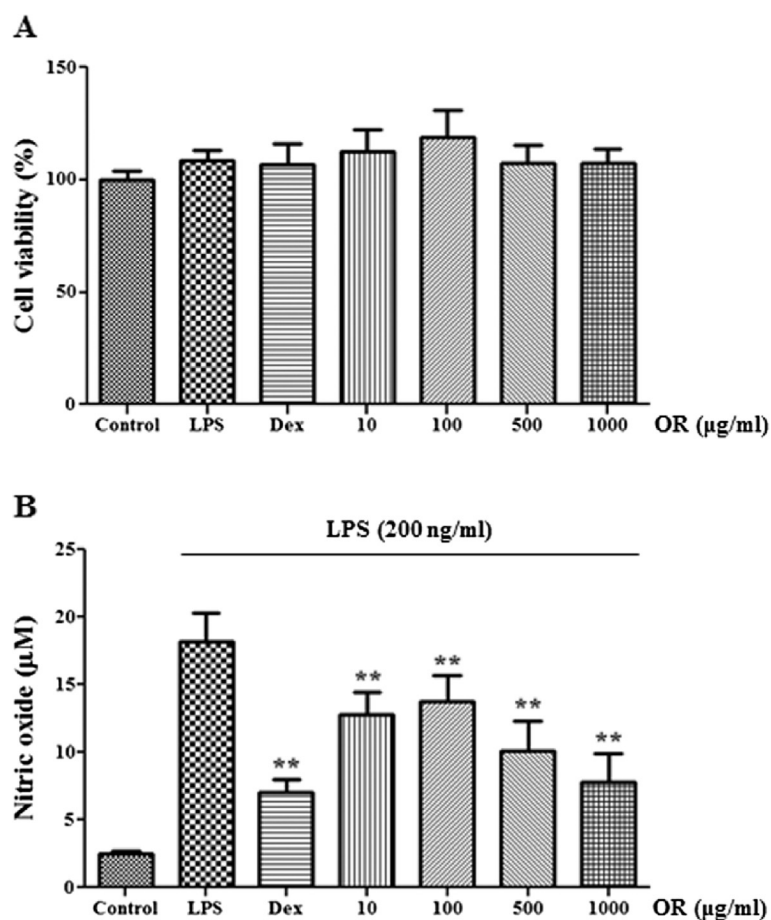 A
Cell viability (%)
150
100
50
0
Control LPS Dex 10 100 500 1000 OR (µg/ml)
B
LPS (200 ng/ml)
Nitric oxide (µM)
25
20
15
10
5
0
** ** ** ** **
Control LPS Dex 10 100 500 1000 OR (µg/ml)